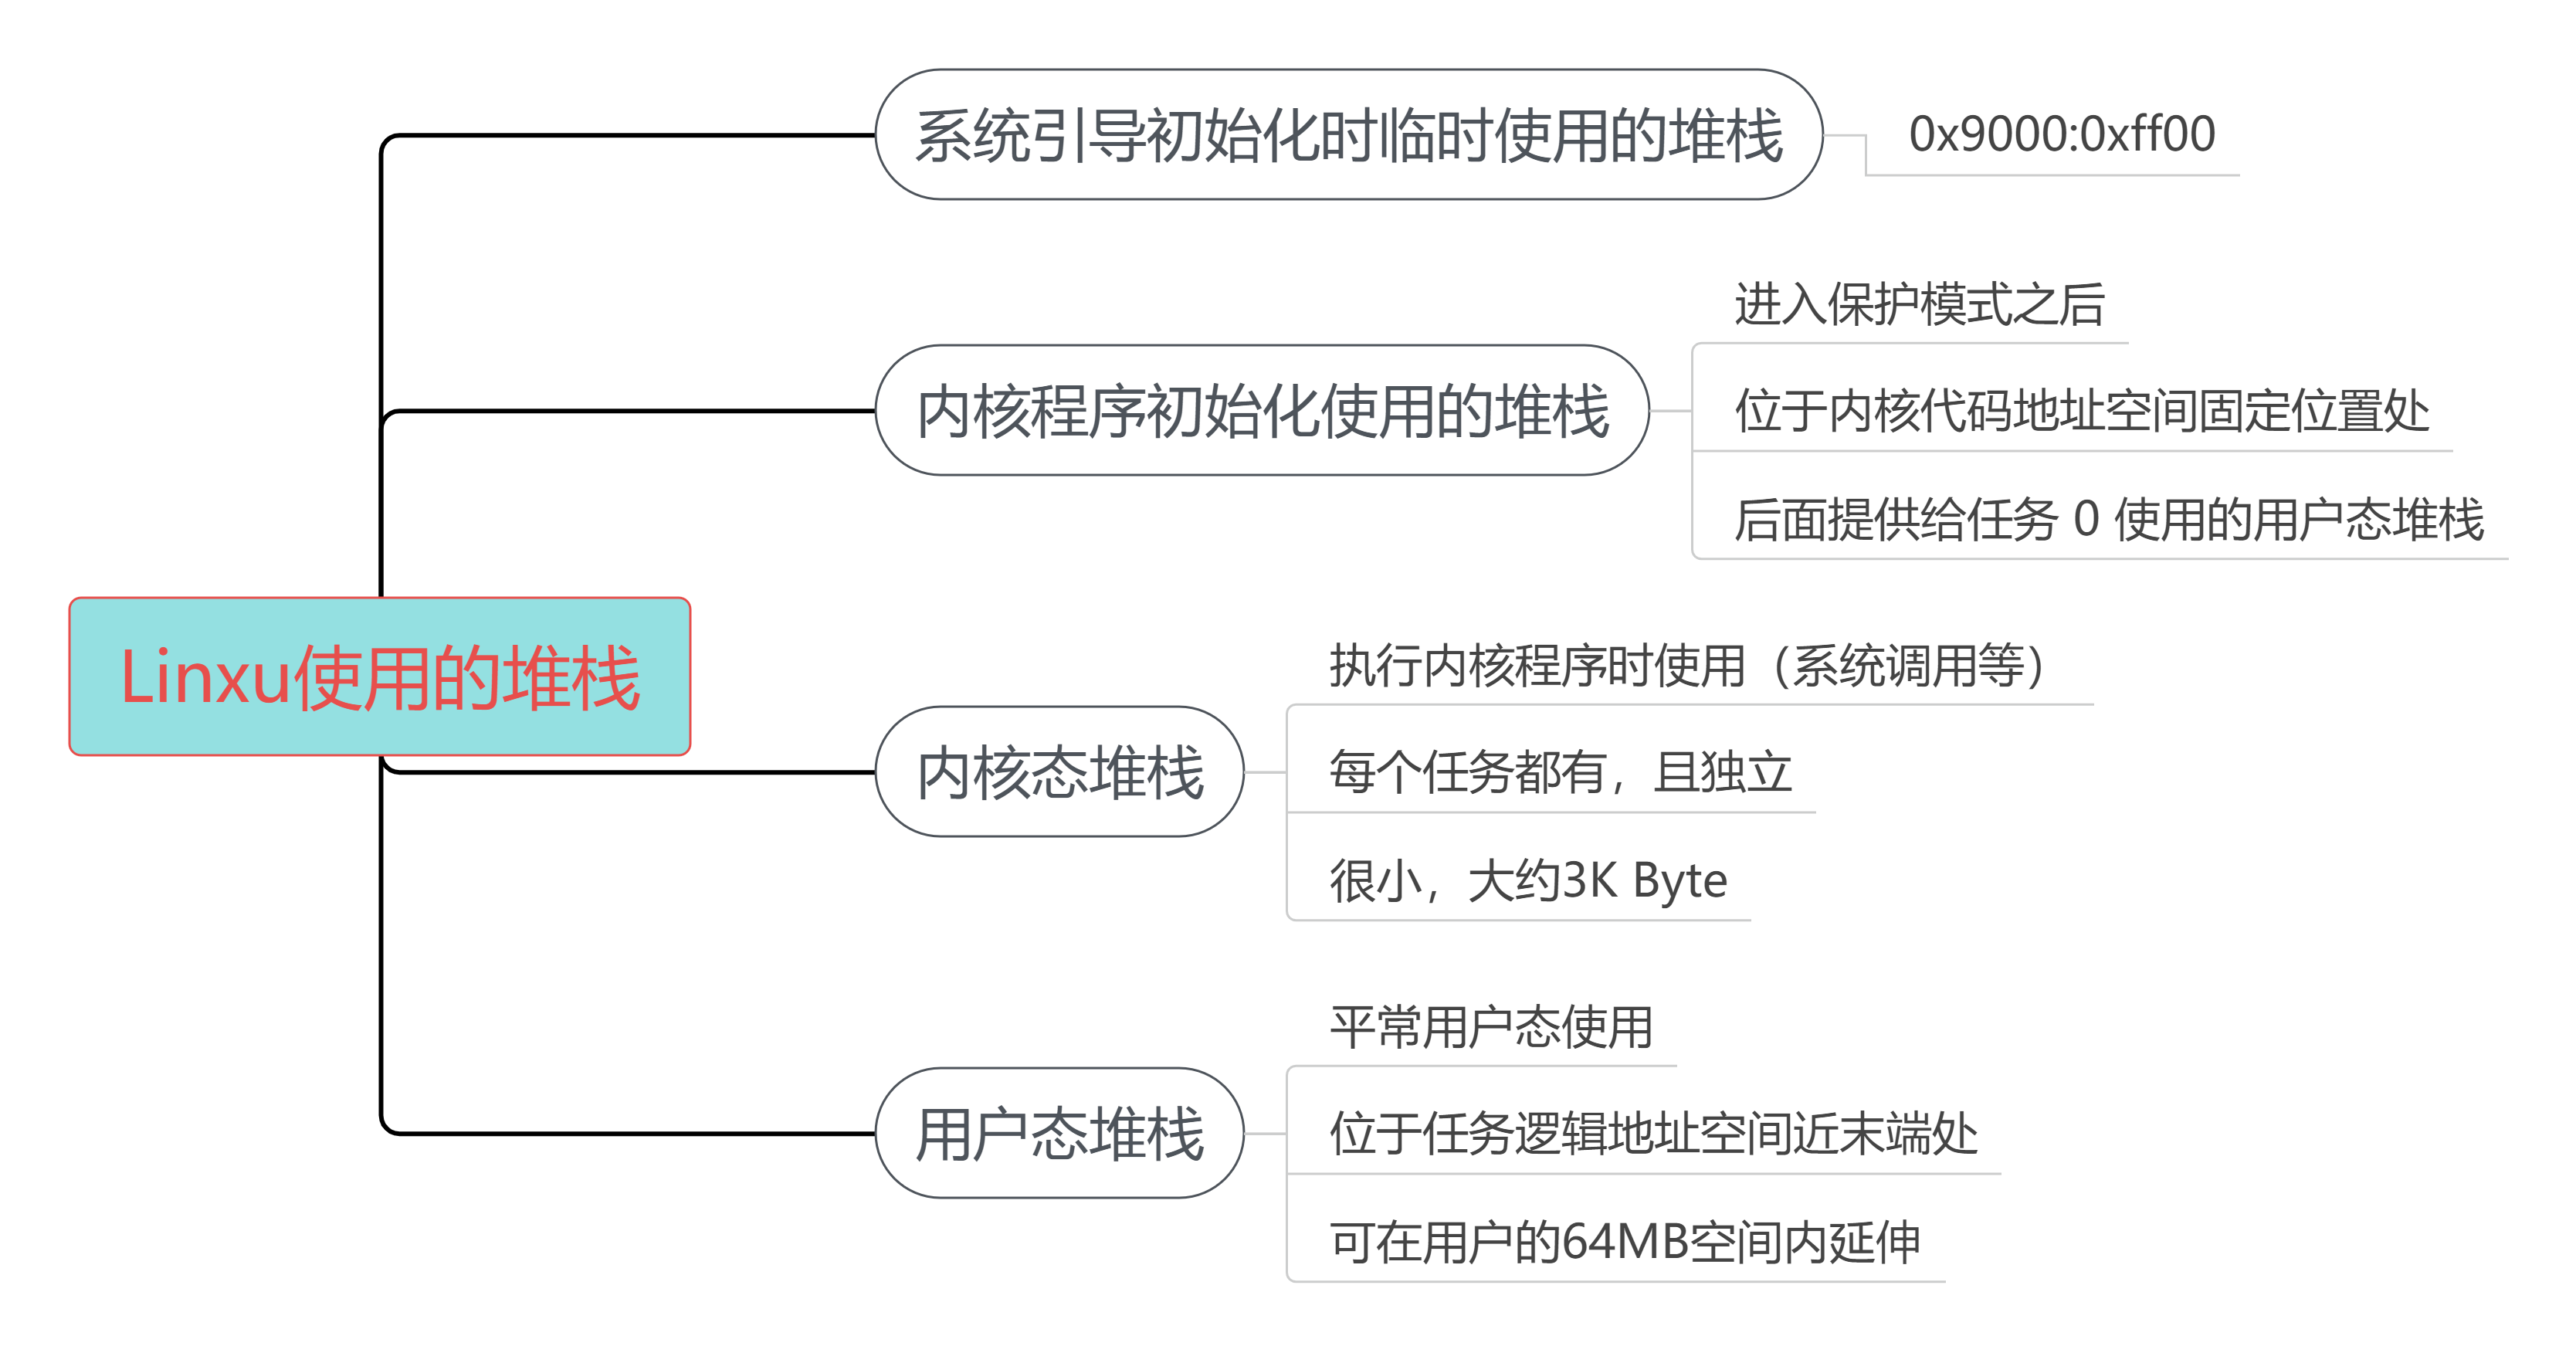 系统引导初始化时临时使用的堆栈
0x9000:0xff00
进入保护模式之后
内核程序初始化使用的堆栈
位于内核代码地址空间固定位置处
后面提供给任务 0 使用的用户态堆栈
Linxu使用的堆栈
执行内核程序时使用（系统调用等）
内核态堆栈
每个任务都有，且独立
很小，大约3K Byte
平常用户态使用
用户态堆栈
位于任务逻辑地址空间近末端处
可在用户的64MB空间内延伸